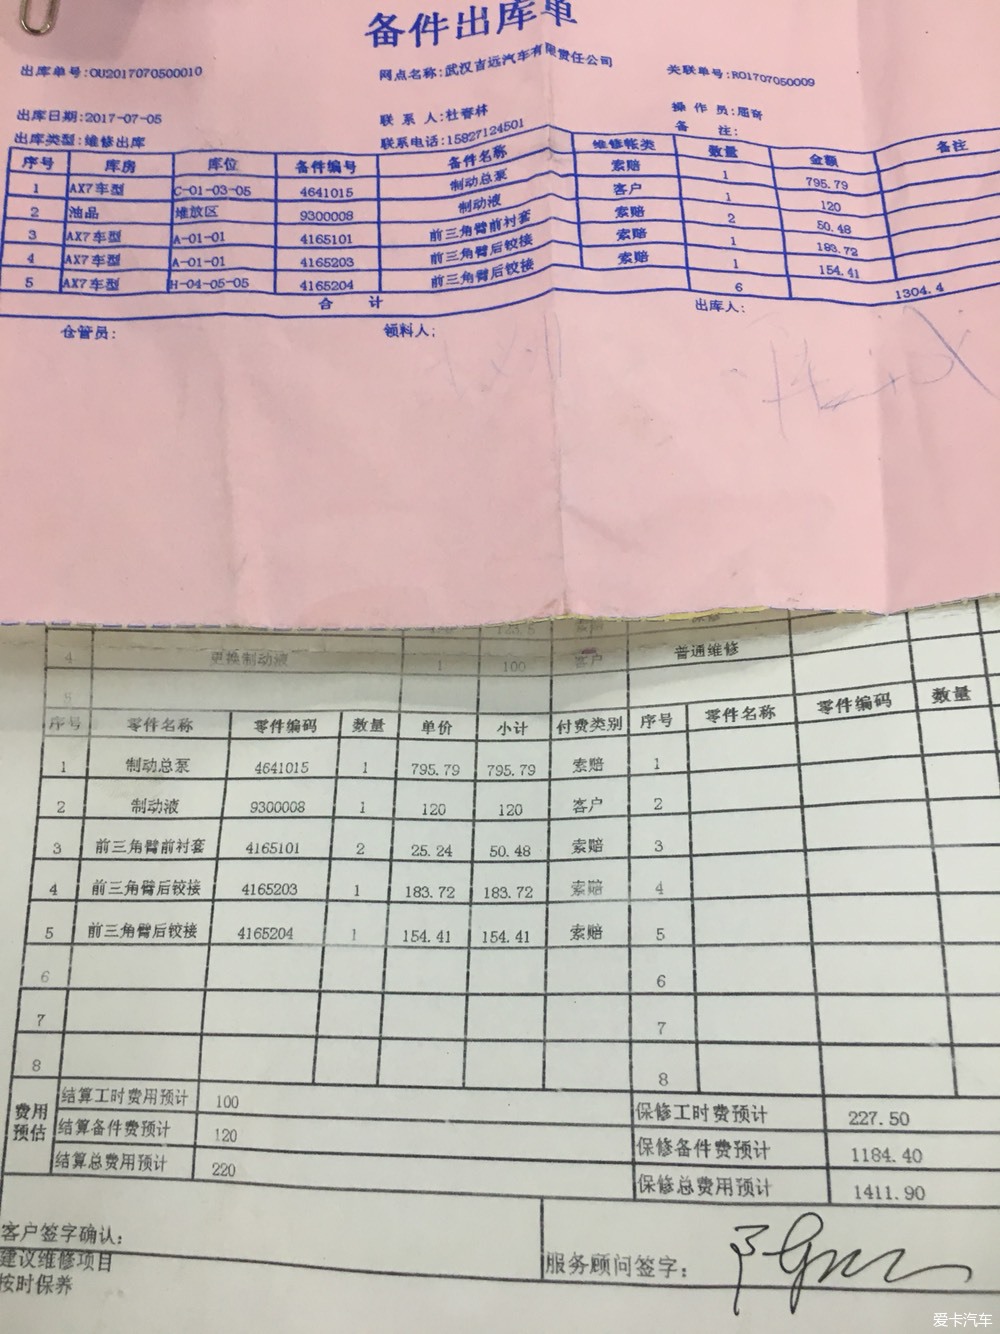 备件出库单
出库单号:OU2017070500010 网点名称:武汉吉远汽车有限责任公司 关联单号:RO1707050009
出库日期:2017-07-05 联系人:杜春林 操作员:屈奇
出库类型:维修出库 联系电话:15827124501 备注:
序号 库房 库位 备件编号 备件名称 维修帐类 数量 金额 备注
1 AX7车型 C-01-03-05 4641015 制动总泵 索赔 1 795.79
2 油品 堆放区 9300008 制动液 客户 1 120
3 AX7车型 A-01-01 4165101 前三角臂前衬套 索赔 2 50.48
4 AX7车型 A-01-01 4165203 前三角臂后铰接 索赔 1 183.72
5 AX7车型 H-04-05-05 4165204 前三角臂后铰接 索赔 1 154.41
合计 6 1304.4
仓管员: 领料人: 出库人:
4 更换制动液 1 100 客户 普通维修
5
序号 零件名称 零件编码 数量 单价 小计 付费类别 序号 零件名称 零件编码 数量
1 制动总泵 4641015 1 795.79 795.79 索赔 1
2 制动液 9300008 1 120 120 客户 2
3 前三角臂前衬套 4165101 2 25.24 50.48 索赔 3
4 前三角臂后铰接 4165203 1 183.72 183.72 索赔 4
5 前三角臂后铰接 4165204 1 154.41 154.41 索赔 5
6 6
7 7
8 8
费用预估 结算工时费用预计 100 保修工时费预计 227.50
结算备件费预计 120 保修备件费预计 1184.40
结算总费用预计 220 保修总费用预计 1411.90
客户签字确认:
建议维修项目 服务顾问签字:
按时保养
爱卡汽车